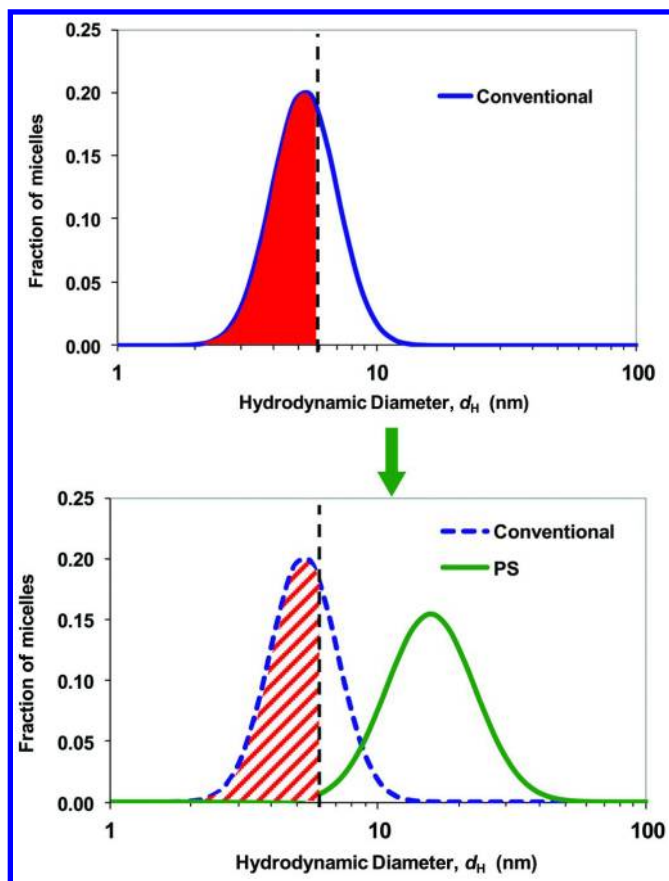 0.25
0.20
0.15
0.10
0.05
0.00
Fraction of micelles
Conventional
1
10
100
Hydrodynamic Diameter, dH (nm)
0.25
0.20
0.15
0.10
0.05
0.00
Fraction of micelles
Conventional
PS
1
10
100
Hydrodynamic Diameter, dH (nm)